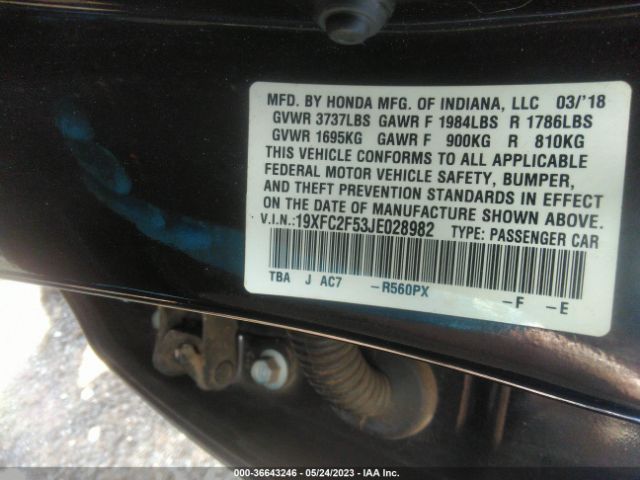 MFD. BY HONDA MFG. OF INDIANA, LLC 03/'18
GVWR 3737LBS GAWR F 1984LBS R 1786LBS
GVWR 1695KG GAWR F 900KG R 810KG
THIS VEHICLE CONFORMS TO ALL APPLICABLE
FEDERAL MOTOR VEHICLE SAFETY, BUMPER,
AND THEFT PREVENTION STANDARDS IN EFFECT
ON THE DATE OF MANUFACTURE SHOWN ABOVE.
V.I.N.:19XFC2F53JE028982 TYPE: PASSENGER CAR
TBA J AC7 -R560PX -F -E
000-36643246 - 05/24/2023 - IAA Inc.